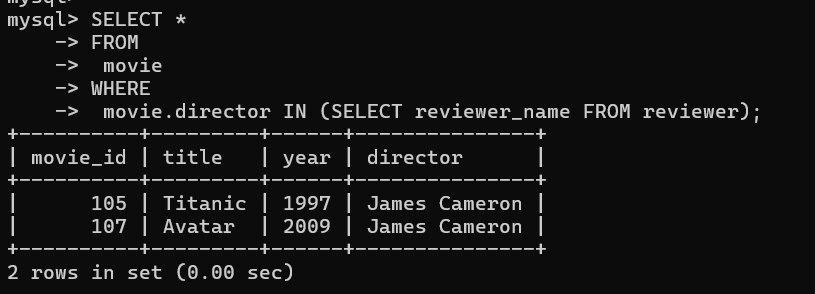 mysql>
mysql> SELECT *
    -> FROM
    ->  movie
    -> WHERE
    ->  movie.director IN (SELECT reviewer_name FROM reviewer);
+----------+---------+------+---------------+
| movie_id | title   | year | director      |
+----------+---------+------+---------------+
|      105 | Titanic | 1997 | James Cameron |
|      107 | Avatar  | 2009 | James Cameron |
+----------+---------+------+---------------+
2 rows in set (0.00 sec)